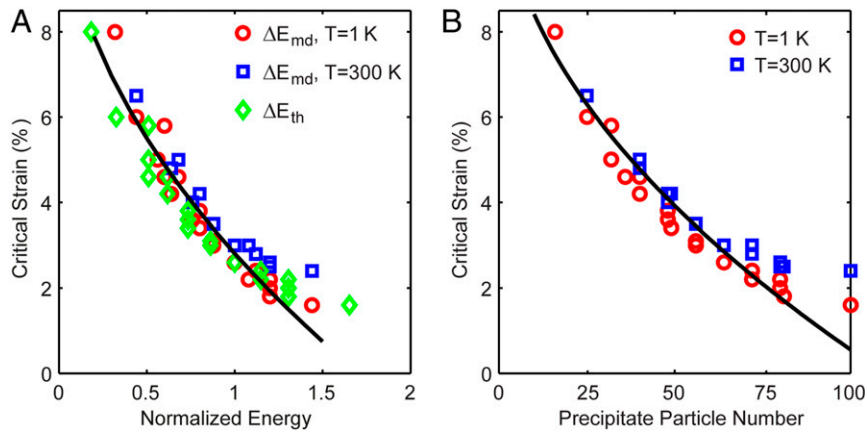 A
ΔE_md, T=1 K
ΔE_md, T=300 K
ΔE_th
Critical Strain (%)
8
6
4
2
0
0 0.5 1 1.5 2
Normalized Energy
B
T=1 K
T=300 K
Critical Strain (%)
8
6
4
2
0
0 25 50 75 100
Precipitate Particle Number